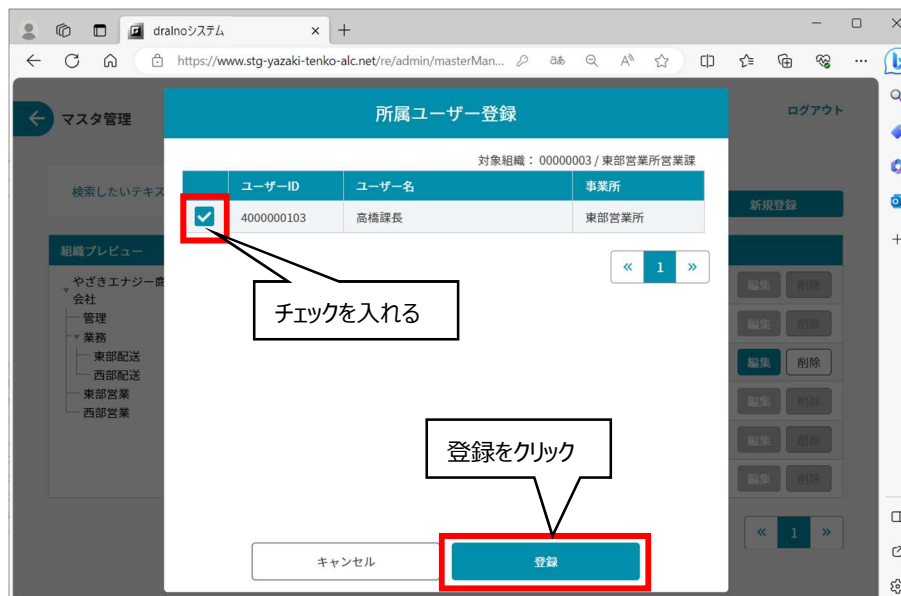 dralnoシステム
https://www.stg-yazaki-tenko-alc.net/re/admin/masterMan...
マスタ管理
ログアウト
所属ユーザー登録
対象組織： 00000003 / 東部営業所営業課
検索したいテキス
新規登録
ユーザーID ユーザー名 事業所
4000000103 高橋課長 東部営業所
« 1 »
チェックを入れる
組織プレビュー
やざきエナジー商
会社
管理
業務
東部配送
西部配送
東部営業
西部営業
編集 削除
編集 削除
編集 削除
編集 削除
編集 削除
編集 削除
« 1 »
登録をクリック
キャンセル 登録